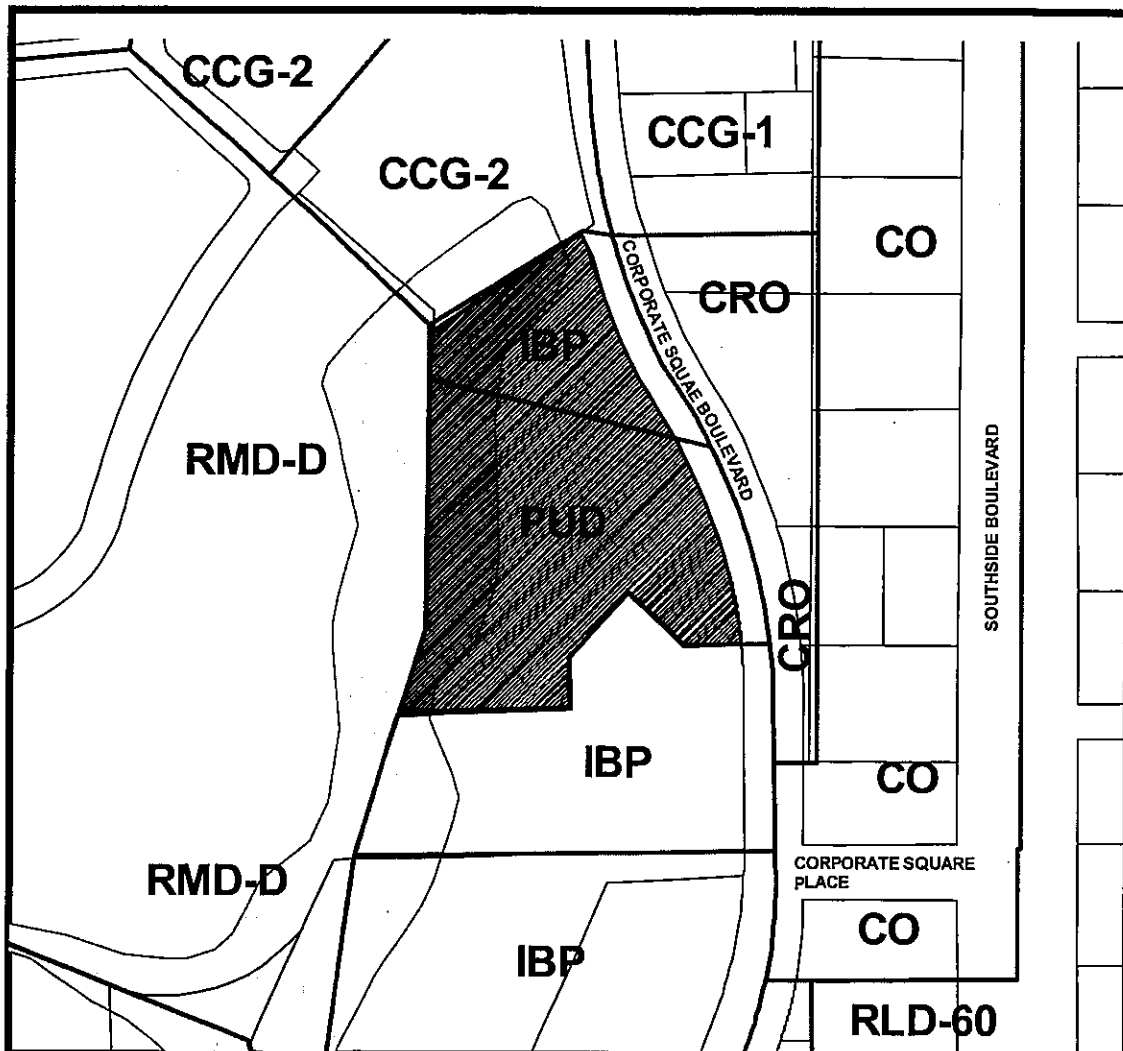 CCG-2
CCG-1
CCG-2
CO
CORPORATE SQUAE BOULEVARD
CRO
IBP
RMD-D
SOUTHSIDE BOULEVARD
PUD
CRO
IBP
CO
CORPORATE SQUARE
PLACE
RMD-D
CO
IBP
RLD-60